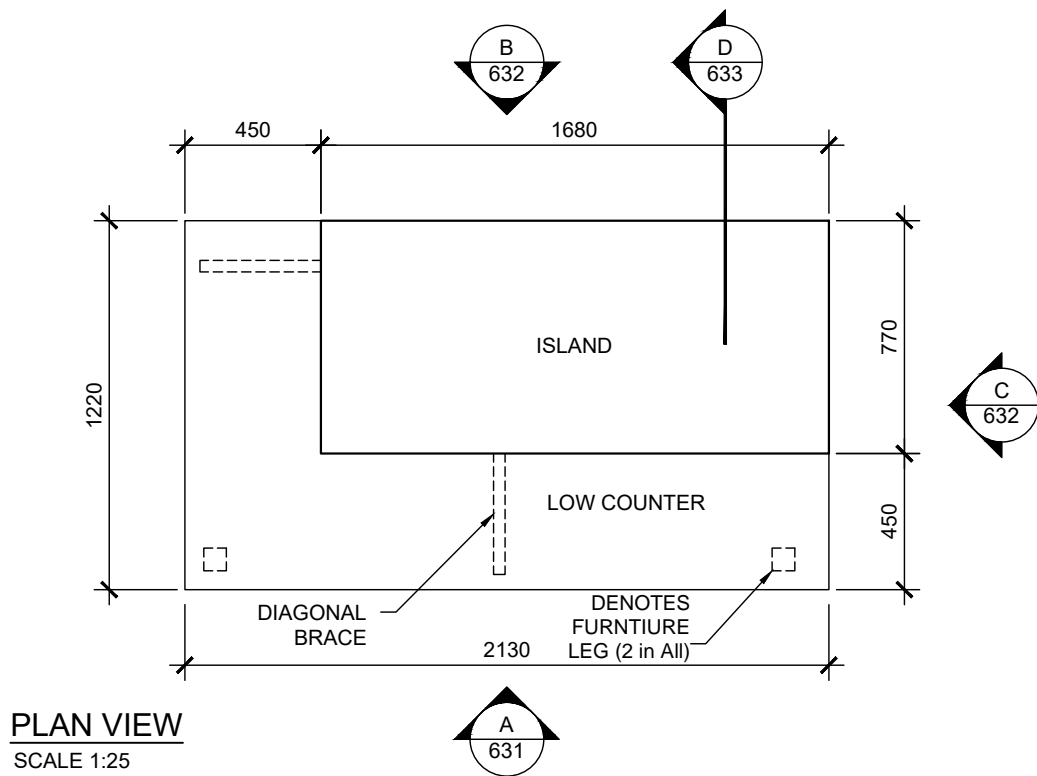 B
632
D
633
450
1680
ISLAND
770
1220
C
632
LOW COUNTER
450
DIAGONAL
BRACE
DENOTES
FURNTIURE
LEG (2 in All)
2130
A
631
PLAN VIEW
SCALE 1:25